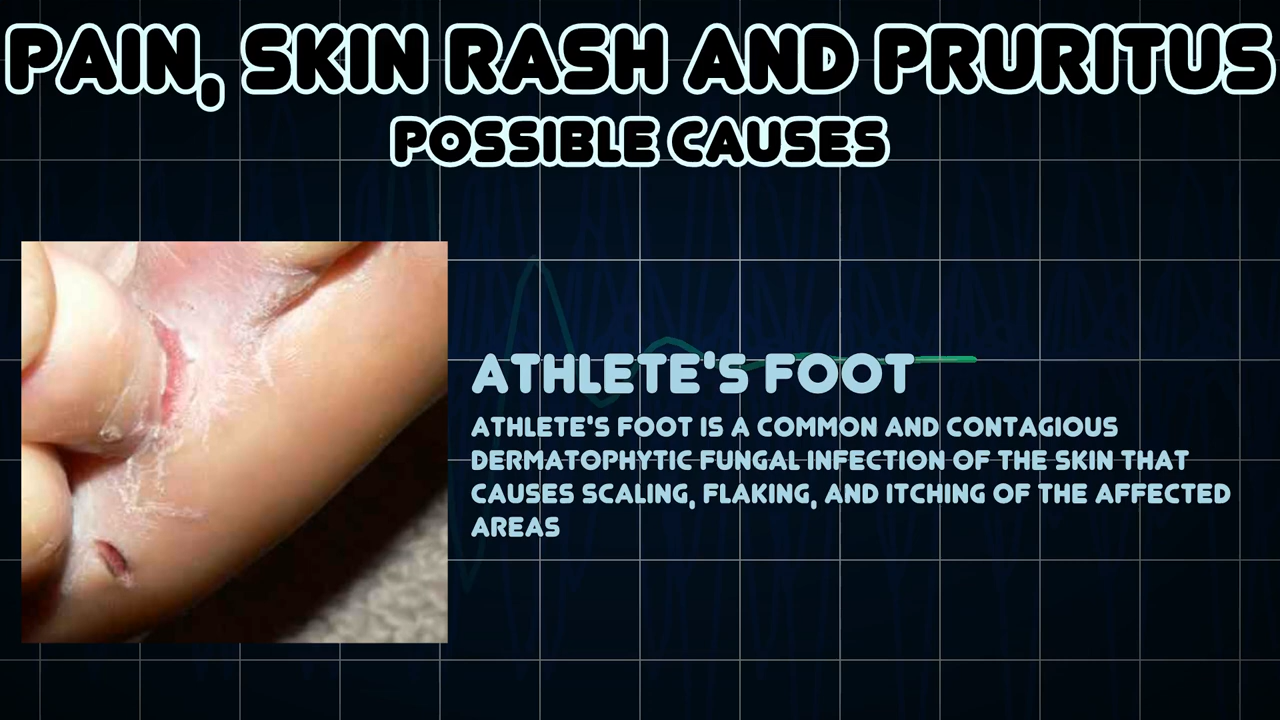 PAIN, SKIN RASH AND PRURITUS
POSSIBLE CAUSES
ATHLETE'S FOOT
ATHLETE'S FOOT IS A COMMON AND CONTAGIOUS
DERMATOPHYTIC FUNGAL INFECTION OF THE SKIN THAT
CAUSES SCALING, FLAKING, AND ITCHING OF THE AFFECTED
AREAS